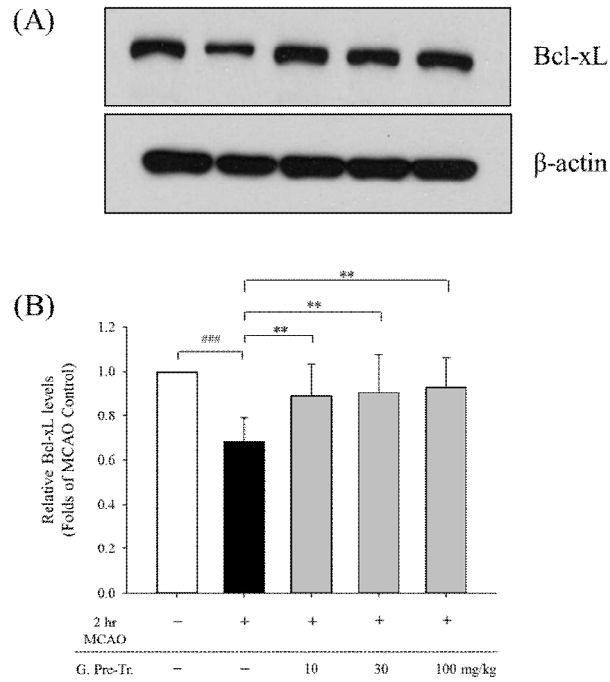 (A)
Bcl-xL
β-actin
(B)
**
**
### **
1.2
1.0
0.8
0.6
0.4
0.2
0.0
Relative Bcl-xL levels
(Folds of MCAO Control)
2 hr
MCAO
− + + + +
G. Pre-Tr. − − 10 30 100 mg/kg